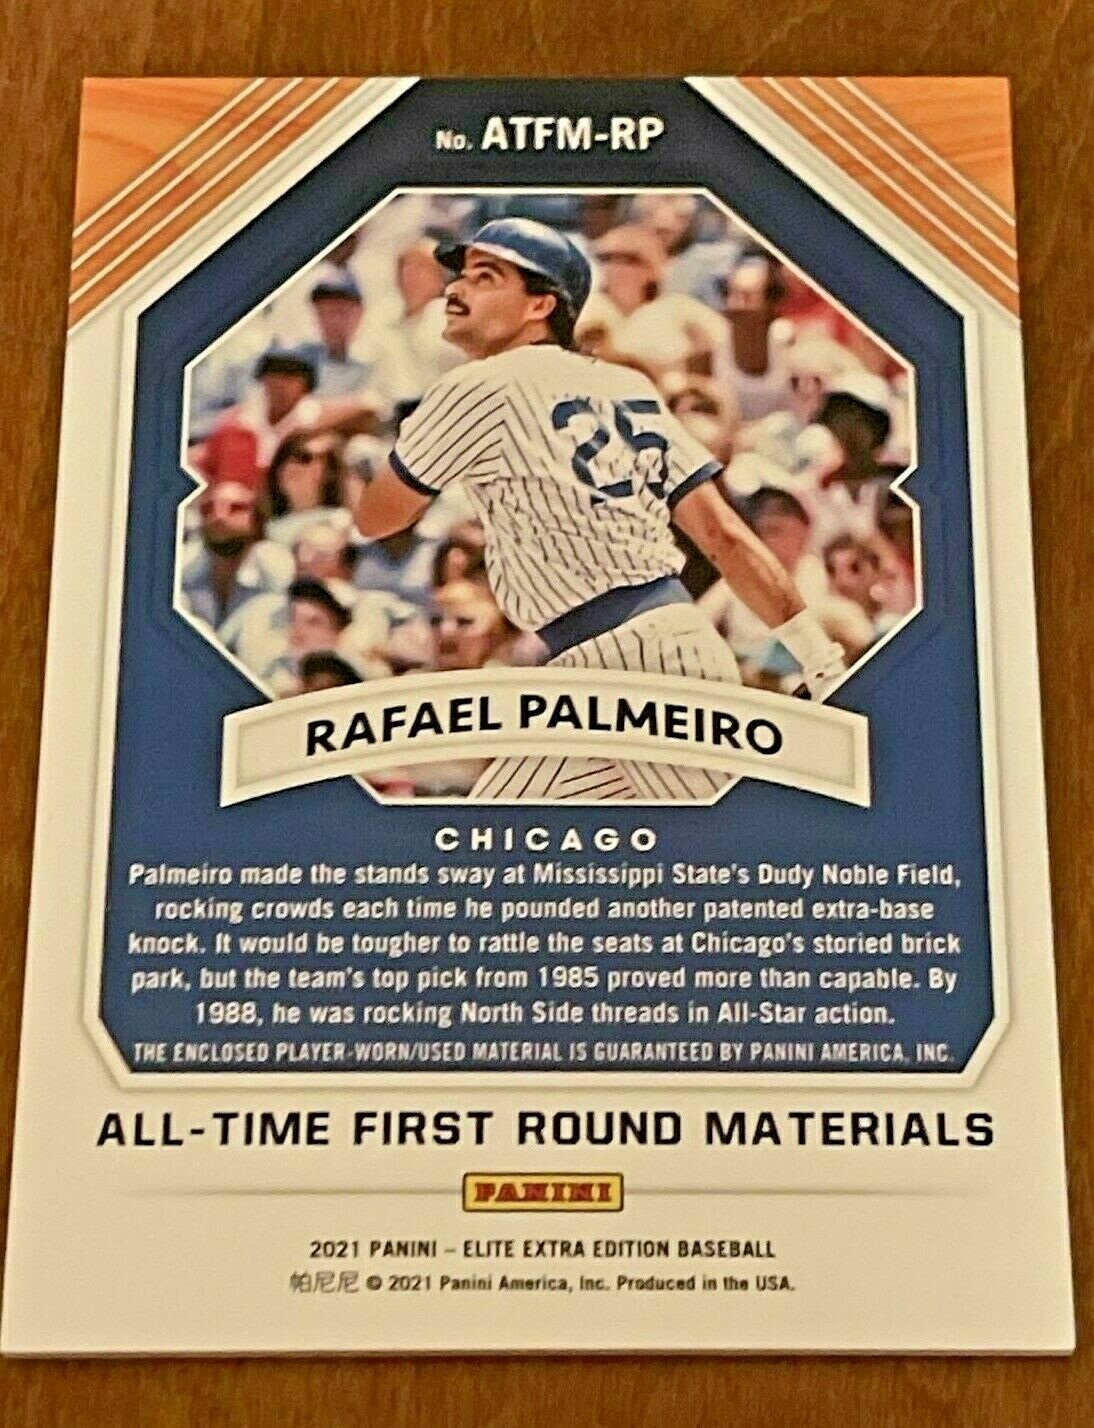 No. ATFM-RP
25
RAFAEL PALMEIRO
CHICAGO
Palmeiro made the stands sway at Mississippi State's Dudy Noble Field,
rocking crowds each time he pounded another patented extra-base
knock. It would be tougher to rattle the seats at Chicago's storied brick
park, but the team's top pick from 1985 proved more than capable. By
1988, he was rocking North Side threads in All-Star action.
THE ENCLOSED PLAYER-WORN/USED MATERIAL IS GUARANTEED BY PANINI AMERICA, INC.
ALL-TIME FIRST ROUND MATERIALS
PANINI
2021 PANINI – ELITE EXTRA EDITION BASEBALL
帕尼尼 © 2021 Panini America, Inc. Produced in the USA.